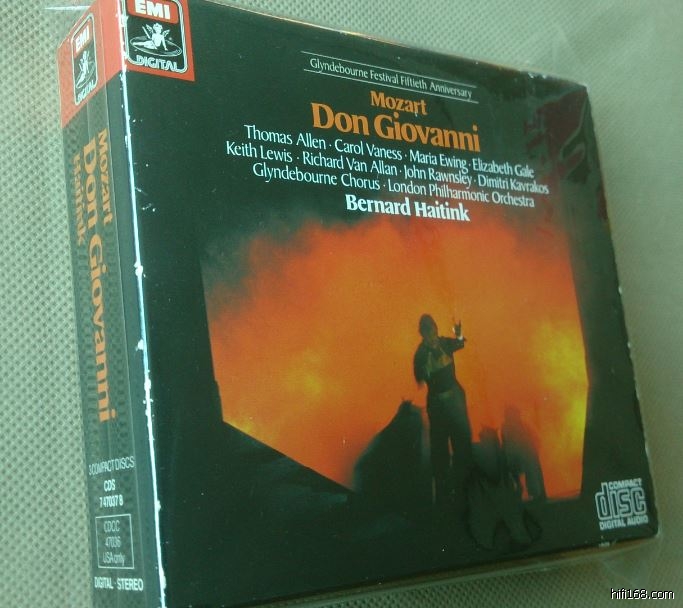 EMI
DIGITAL
Glyndebourne Festival Fiftieth Anniversary
Mozart
Don Giovanni
Thomas Allen · Carol Vaness · Maria Ewing · Elizabeth Gale
Keith Lewis · Richard Van Allan · John Rawnsley · Dimitri Kavrakos
Glyndebourne Chorus · London Philharmonic Orchestra
Bernard Haitink
COMPACT
disc
DIGITAL AUDIO
EMI
DIGITAL
Mozart
Don Giovanni
Haitink
3 COMPACT DISCS
CDS
7 47037 8
CDCC
47036
USA only
DIGITAL · STEREO
hifi168.com